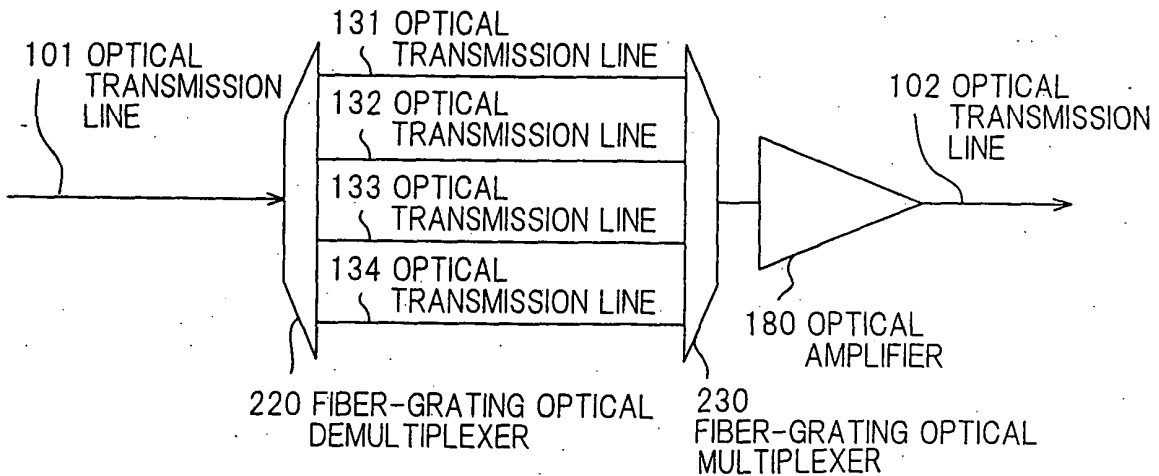 131 OPTICAL
TRANSMISSION LINE
101 OPTICAL
TRANSMISSION
LINE
132 OPTICAL
TRANSMISSION LINE
102 OPTICAL
TRANSMISSION
LINE
133 OPTICAL
TRANSMISSION LINE
134 OPTICAL
TRANSMISSION LINE
180 OPTICAL
AMPLIFIER
220 FIBER-GRATING OPTICAL
DEMULTIPLEXER
230
FIBER-GRATING OPTICAL
MULTIPLEXER